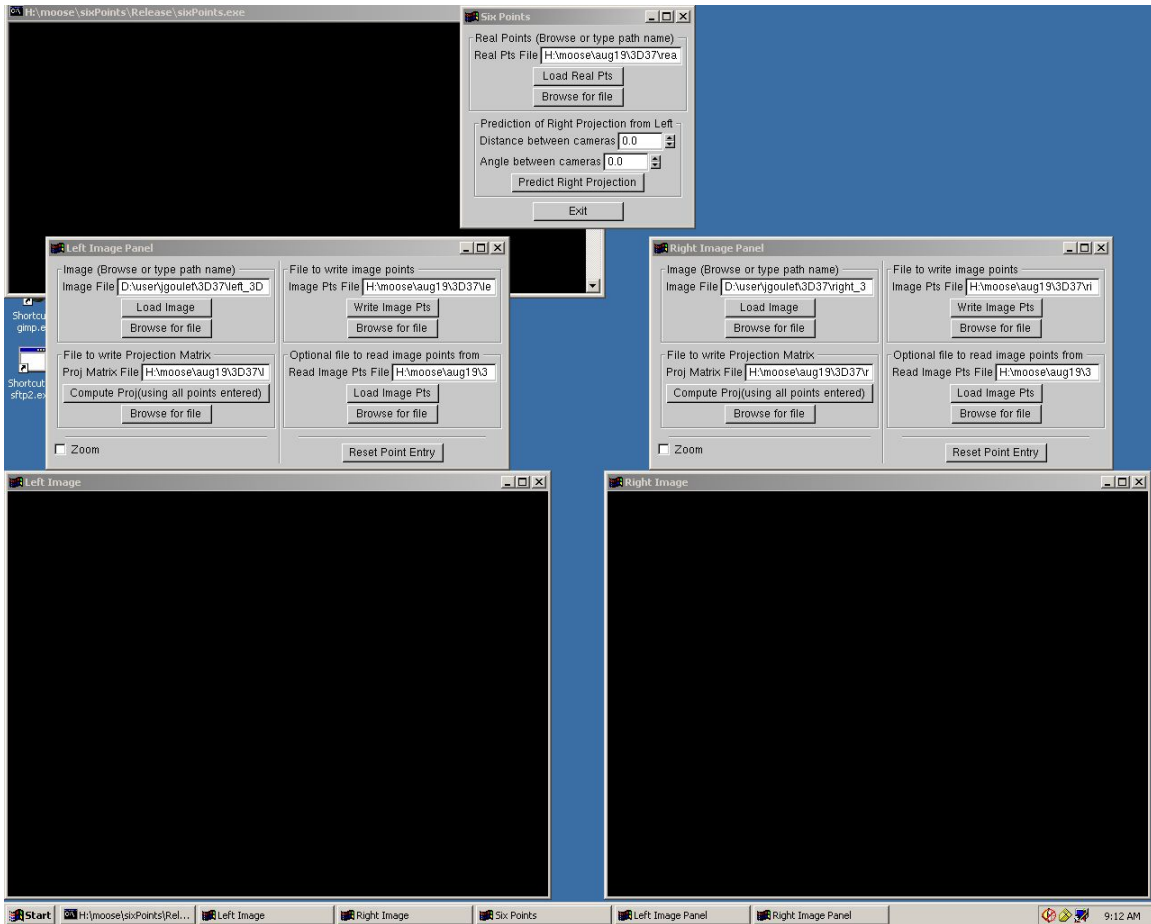 H:\moose\sixPoints\Release\sixPoints.exe
Six Points
Real Points (Browse or type path name)
Real Pts File H:\moose\aug19\3D37\rea
Load Real Pts
Browse for file
Prediction of Right Projection from Left
Distance between cameras 0.0
Angle between cameras 0.0
Predict Right Projection
Exit
Left Image Panel
Image (Browse or type path name)
Image File D:\user\jgoulet\3D37\left_3D
Load Image
Browse for file
File to write Projection Matrix
Proj Matrix File H:\moose\aug19\3D37\l
Compute Proj(using all points entered)
Browse for file
Zoom
File to write image points
Image Pts File H:\moose\aug19\3D37\le
Write Image Pts
Browse for file
Optional file to read image points from
Read Image Pts File H:\moose\aug19\3
Load Image Pts
Browse for file
Reset Point Entry
Right Image Panel
Image (Browse or type path name)
Image File D:\user\jgoulet\3D37\right_3
Load Image
Browse for file
File to write Projection Matrix
Proj Matrix File H:\moose\aug19\3D37\r
Compute Proj(using all points entered)
Browse for file
Zoom
File to write image points
Image Pts File H:\moose\aug19\3D37\ri
Write Image Pts
Browse for file
Optional file to read image points from
Read Image Pts File H:\moose\aug19\3
Load Image Pts
Browse for file
Reset Point Entry
Shortcu
gimp.e
Shortcut
sftp2.ex
Left Image
Right Image
Start H:\moose\sixPoints\Rel... Left Image Right Image Six Points Left Image Panel Right Image Panel 9:12 AM